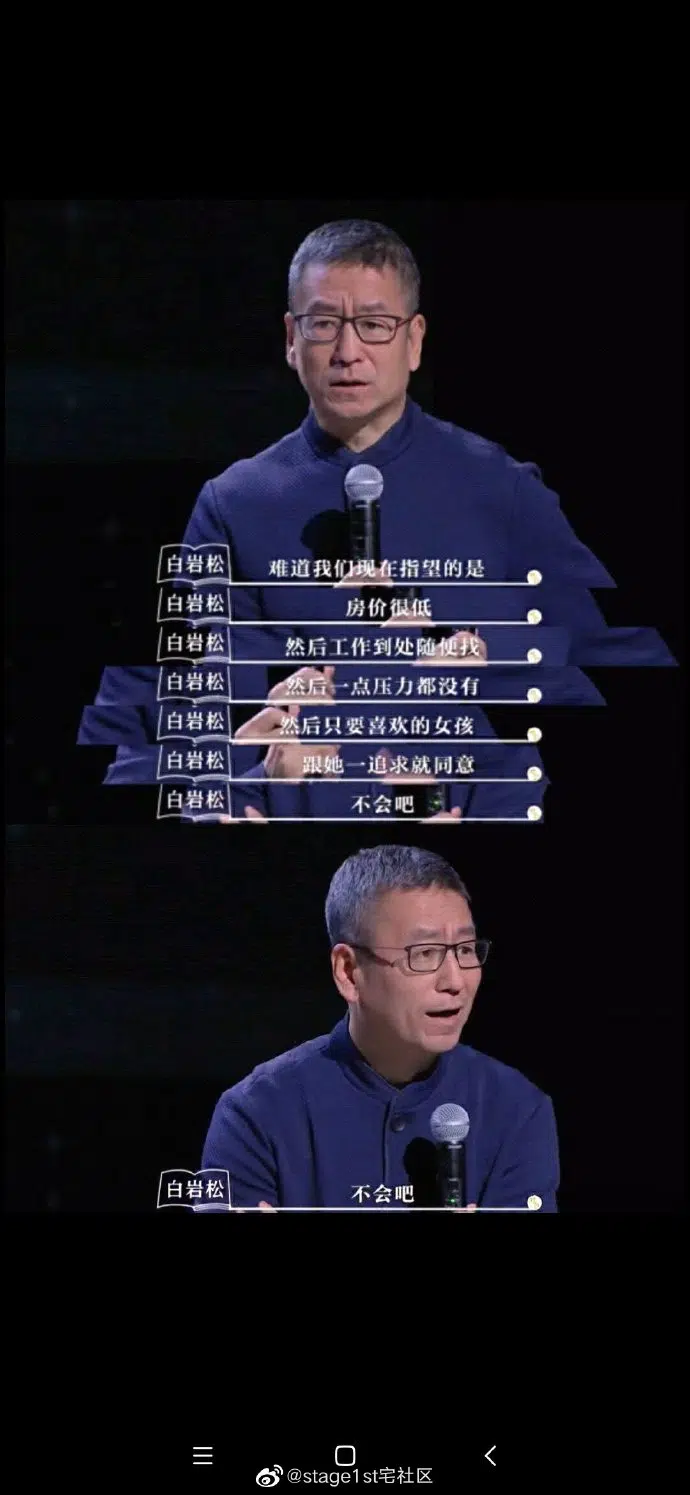 白岩松 难道我们现在指望的是
白岩松 房价很低
白岩松 然后工作到处随便找
白岩松 然后一点压力都没有
白岩松 然后只要喜欢的女孩
白岩松 跟她一追求就同意
白岩松 不会吧
白岩松 不会吧
@stage1st宅社区